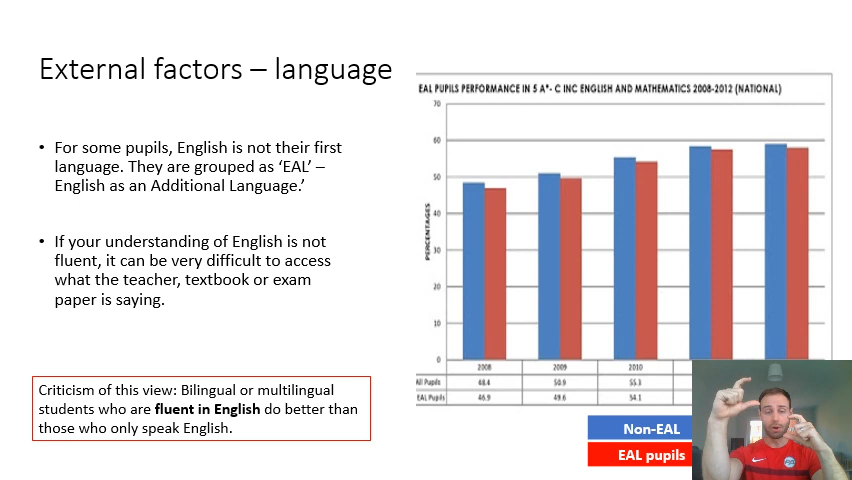 External factors – language
• For some pupils, English is not their first
language. They are grouped as ‘EAL’ –
English as an Additional Language.’
• If your understanding of English is not
fluent, it can be very difficult to access
what the teacher, textbook or exam
paper is saying.
Criticism of this view: Bilingual or multilingual
students who are fluent in English do better than
those who only speak English.
EAL PUPILS PERFORMANCE IN 5 A*- C INC ENGLISH AND MATHEMATICS 2008-2012 (NATIONAL)
PERCENTAGES
70
60
50
40
30
20
10
0
2008 2009 2010
All Pupils 48.4 50.9 55.3
EAL Pupils 46.9 49.6 54.1
Non-EAL
EAL pupils